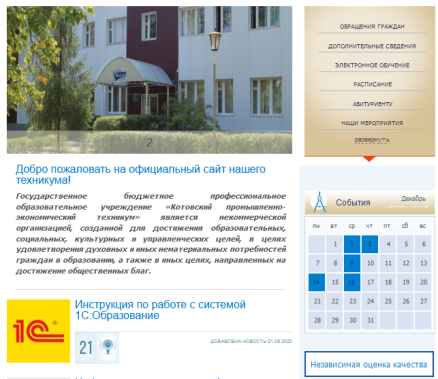 2
Добро пожаловать на официальный сайт нашего
техникума!
Государственное бюджетное профессиональное
образовательное учреждение «Котовский промышленно-
экономический техникум» является некоммерческой
организацией, созданной для достижения образовательных,
социальных, культурных и управленческих целей, в целях
удовлетворения духовных и иных нематериальных потребностей
граждан в образовании, а также в иных целях, направленных на
достижение общественных благ.
1С
Инструкция по работе с системой
1С:Образование
21
ДОБАВЛЕНА НОВОСТЬ 21.09.2020
ОБРАЩЕНИЯ ГРАЖДАН
ДОПОЛНИТЕЛЬНЫЕ СВЕДЕНИЯ
ЭЛЕКТРОННОЕ ОБУЧЕНИЕ
РАСПИСАНИЕ
АБИТУРИЕНТУ
НАШИ МЕРОПРИЯТИЯ
развернуть
События Декабрь
пн вт ср чт пт сб вс
1 2 3 4 5 6
7 8 9 10 11 12 13
14 15 16 17 18 19 20
21 22 23 24 25 26 27
28 29 30 31
Независимая оценка качества